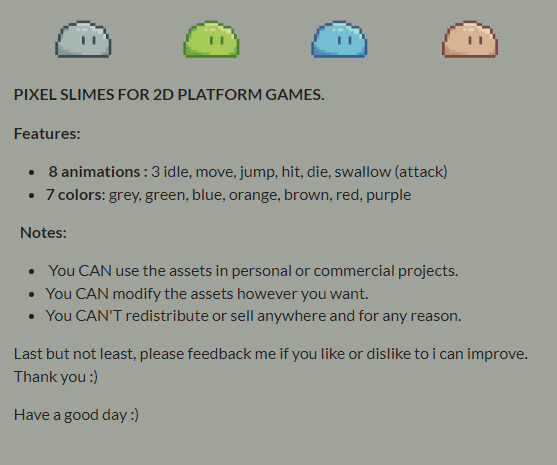 PIXEL SLIMES FOR 2D PLATFORM GAMES.
Features:
• 8 animations : 3 idle, move, jump, hit, die, swallow (attack)
• 7 colors: grey, green, blue, orange, brown, red, purple
Notes:
• You CAN use the assets in personal or commercial projects.
• You CAN modify the assets however you want.
• You CAN'T redistribute or sell anywhere and for any reason.
Last but not least, please feedback me if you like or dislike to i can improve.
Thank you :)
Have a good day :)